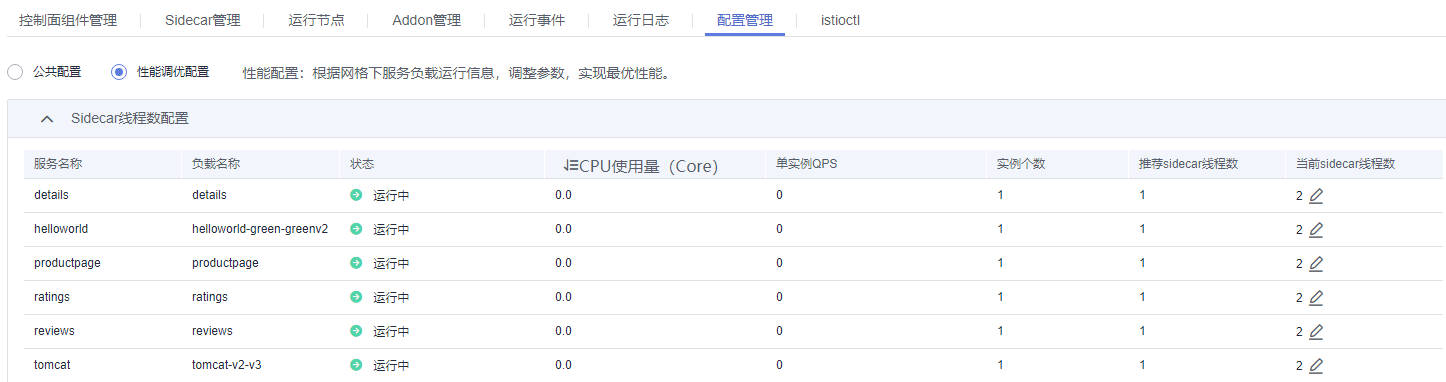 控制面组件管理 Sidecar管理 运行节点 Addon管理 运行事件 运行日志 配置管理 istioctl
公共配置 性能调优配置 性能配置：根据网格下服务负载运行信息，调整参数，实现最优性能。
Sidecar线程数配置
服务名称 负载名称 状态 CPU使用量（Core） 单实例QPS 实例个数 推荐sidecar线程数 当前sidecar线程数
details details 运行中 0.0 0 1 1 2
helloworld helloworld-green-greenv2 运行中 0.0 0 1 1 2
productpage productpage 运行中 0.0 0 1 1 2
ratings ratings 运行中 0.0 0 1 1 2
reviews reviews 运行中 0.0 0 1 1 2
tomcat tomcat-v2-v3 运行中 0.0 0 1 1 2